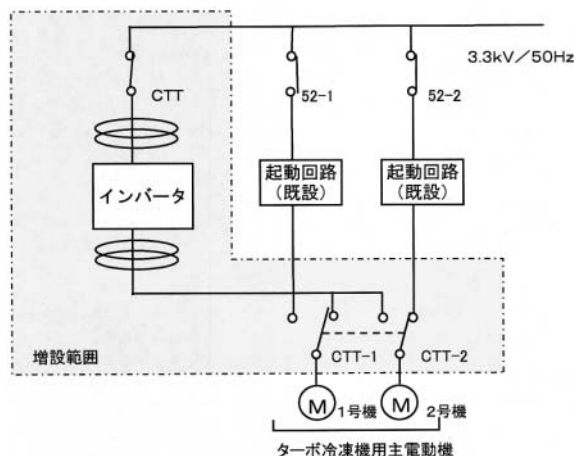 3.3kV/50Hz
CTT
52-1
52-2
インバータ
起動回路
(既設)
起動回路
(既設)
増設範囲
CTT-1
CTT-2
M
1号機
M
2号機
ターボ冷凍機用主電動機